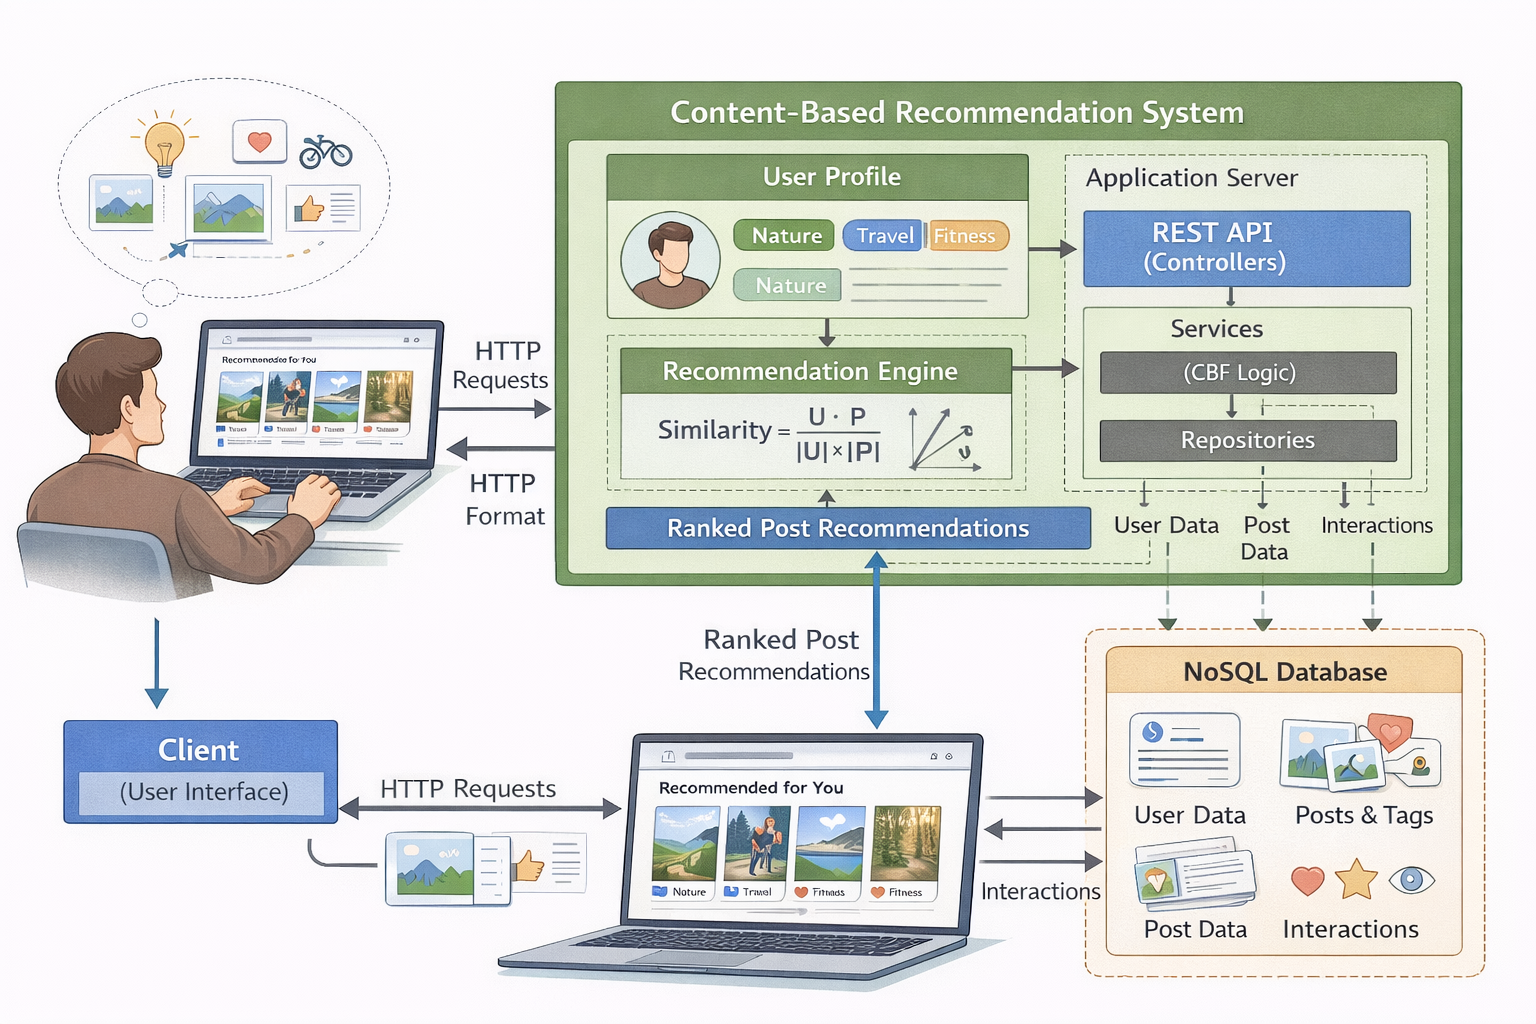 Content-Based Recommendation System
User Profile
Nature
Travel
Fitness
Nature
Application Server
REST API
(Controllers)
Services
(CBF Logic)
Repositories
Recommendation Engine
Similarity = U · P
|U| × |P|
Ranked Post Recommendations
User Data
Post
Data
Interactions
HTTP
Requests
HTTP
Format
Recommended for You
Ranked Post
Recommendations
Client
(User Interface)
HTTP Requests
Recommended for You
Nature
Travel
Fitness
Interactions
NoSQL Database
User Data
Posts & Tags
Post Data
Interactions